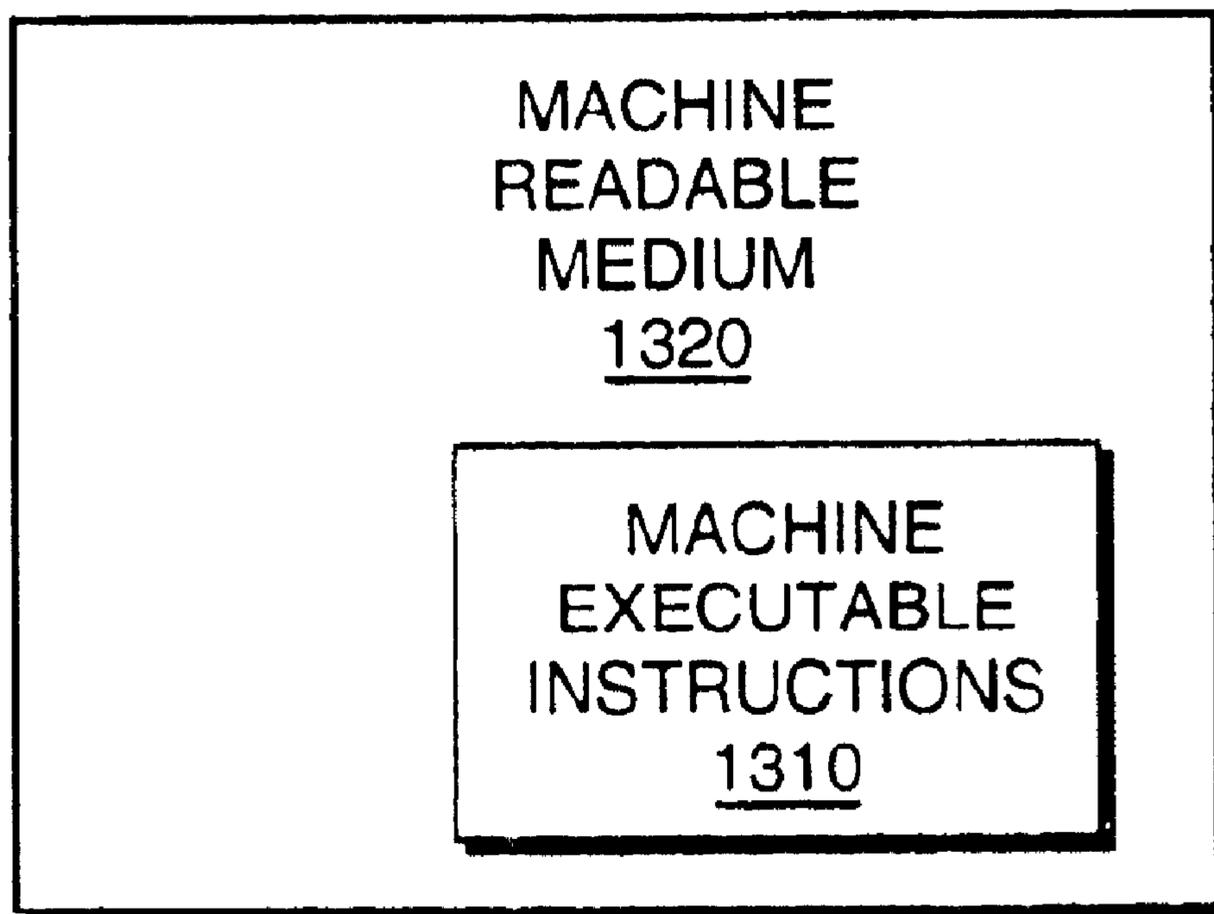 MACHINE
READABLE
MEDIUM
1320
MACHINE
EXECUTABLE
INSTRUCTIONS
1310